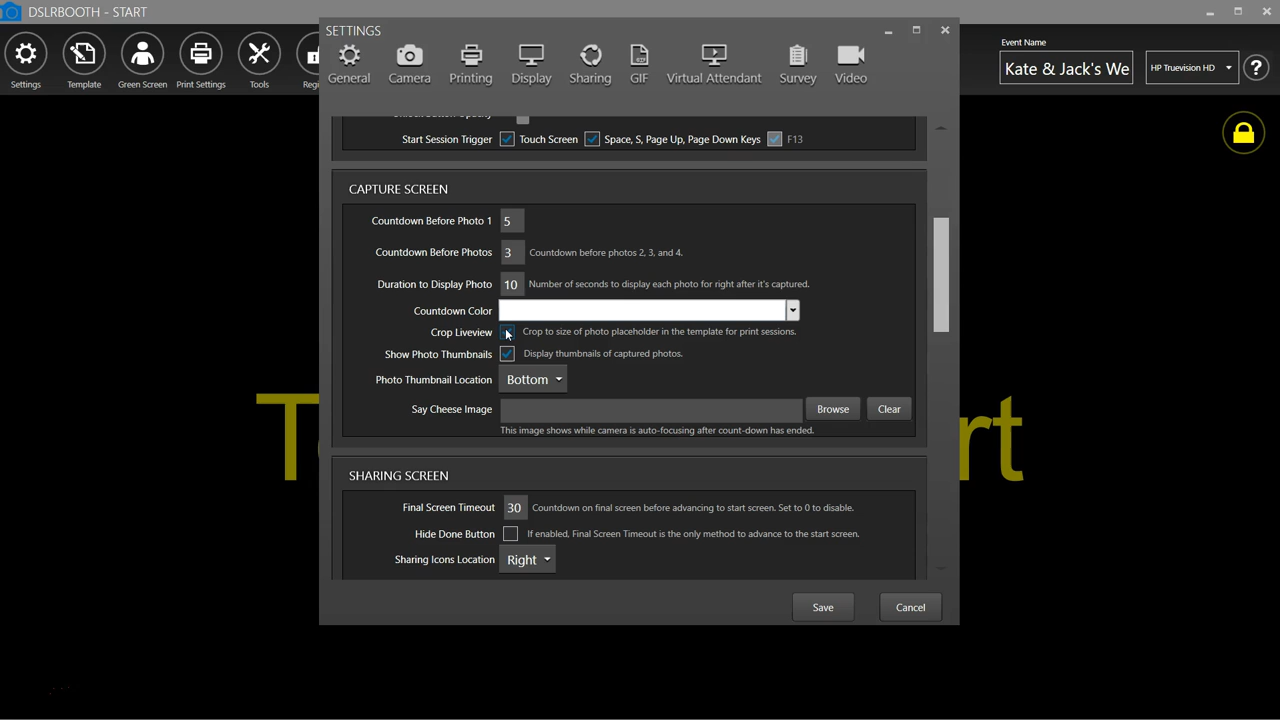 DSLRBOOTH - START
SETTINGS
Event Name
Settings
Template
Green Screen
Print Settings
Tools
General
Camera
Printing
Display
Sharing
GIF
Virtual Attendant
Survey
Video
Kate & Jack's We
HP Truevision HD
?
Start Session Trigger Touch Screen Space, S, Page Up, Page Down Keys F13
CAPTURE SCREEN
Countdown Before Photo 1 5
Countdown Before Photos 3 Countdown before photos 2, 3, and 4.
Duration to Display Photo 10 Number of seconds to display each photo for right after it's captured.
Countdown Color
Crop Liveview Crop to size of photo placeholder in the template for print sessions.
Show Photo Thumbnails Display thumbnails of captured photos.
Photo Thumbnail Location Bottom
Say Cheese Image Browse Clear
This image shows while camera is auto-focusing after count-down has ended.
SHARING SCREEN
Final Screen Timeout 30 Countdown on final screen before advancing to start screen. Set to 0 to disable.
Hide Done Button If enabled, Final Screen Timeout is the only method to advance to the start screen.
Sharing Icons Location Right
Save Cancel